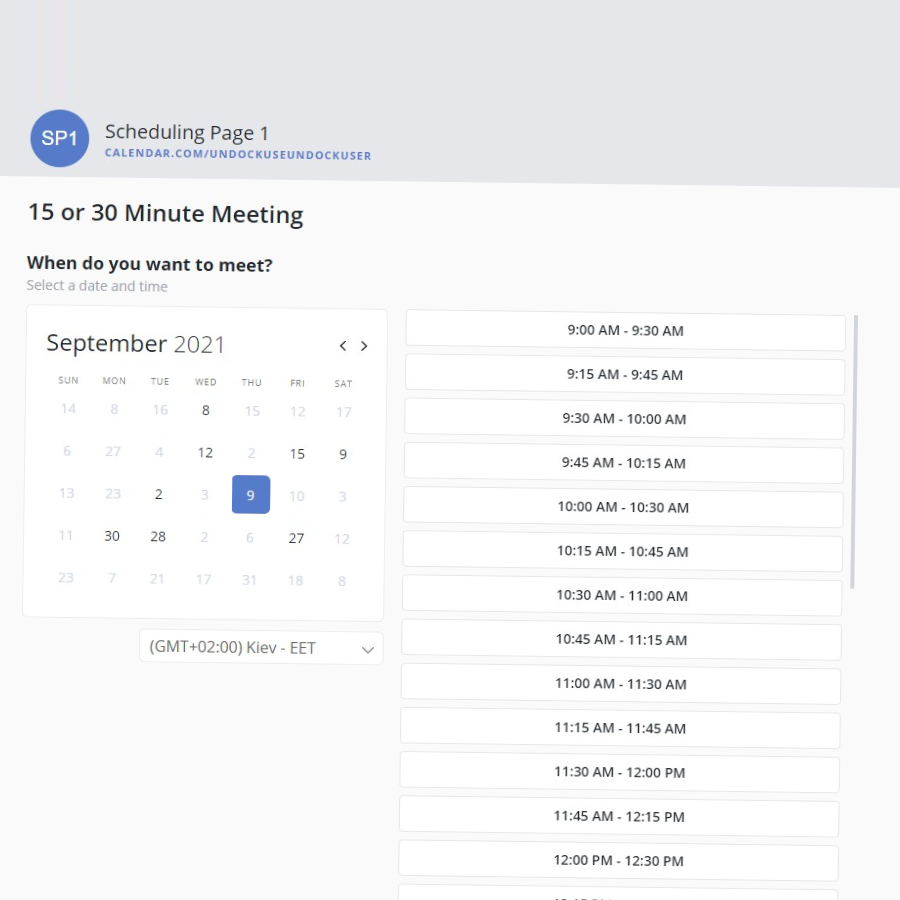 SP1
Scheduling Page 1
CALENDAR.COM/UNDOCKUSEUNDOCKUSER
15 or 30 Minute Meeting
When do you want to meet?
Select a date and time
September 2021
SUN MON TUE WED THU FRI SAT
14 8 16 8 15 12 17
6 27 4 12 2 15 9
13 23 2 3 9 10 3
11 30 28 2 6 27 12
23 7 21 17 31 18 8
(GMT+02:00) Kiev - EET
9:00 AM - 9:30 AM
9:15 AM - 9:45 AM
9:30 AM - 10:00 AM
9:45 AM - 10:15 AM
10:00 AM - 10:30 AM
10:15 AM - 10:45 AM
10:30 AM - 11:00 AM
10:45 AM - 11:15 AM
11:00 AM - 11:30 AM
11:15 AM - 11:45 AM
11:30 AM - 12:00 PM
11:45 AM - 12:15 PM
12:00 PM - 12:30 PM